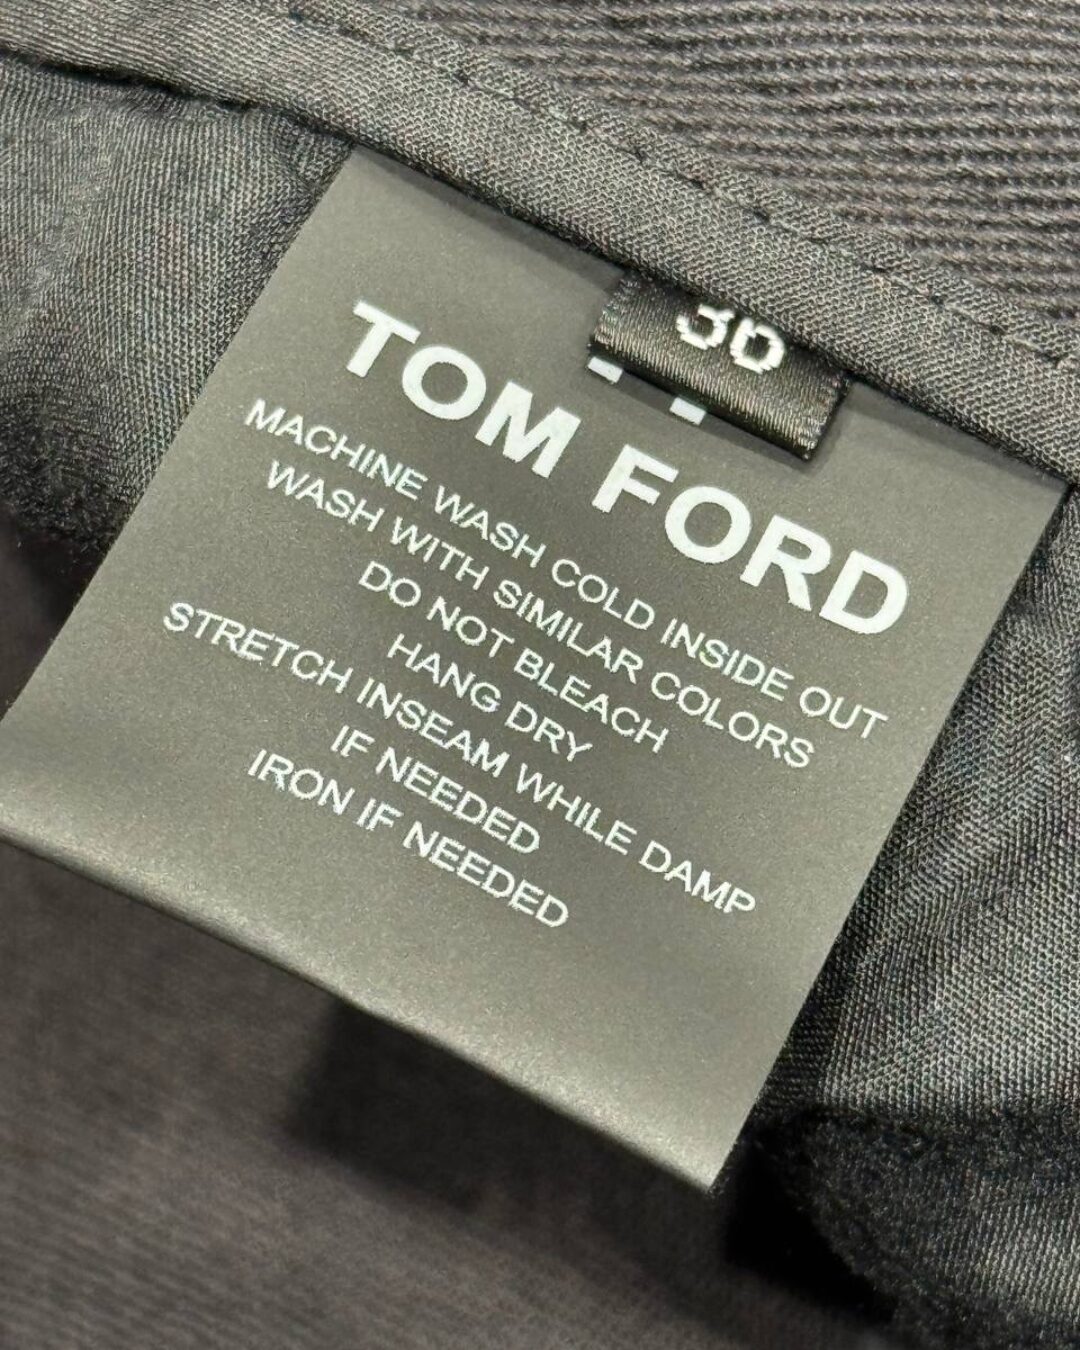 36
TOM FORD
MACHINE WASH COLD INSIDE OUT
WASH WITH SIMILAR COLORS
DO NOT BLEACH
HANG DRY
STRETCH INSEAM WHILE DAMP
IF NEEDED
IRON IF NEEDED